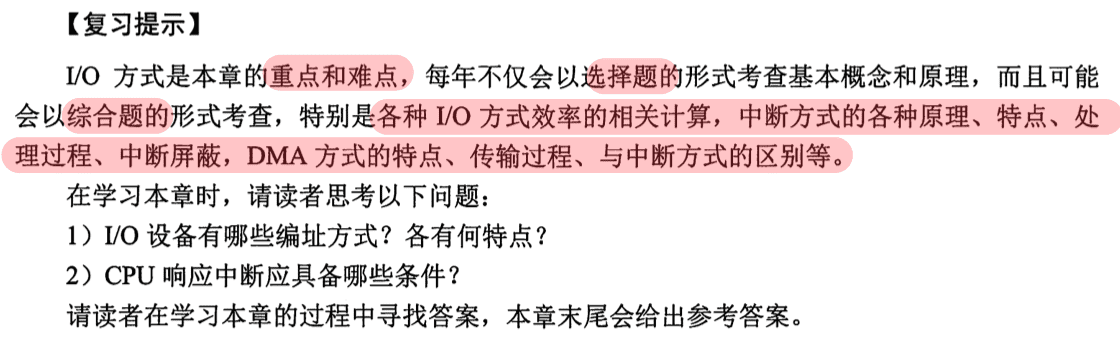 【复习提示】
I/O 方式是本章的重点和难点，每年不仅会以选择题的形式考查基本概念和原理，而且可能
会以综合题的形式考查，特别是各种 I/O 方式效率的相关计算，中断方式的各种原理、特点、处
理过程、中断屏蔽，DMA 方式的特点、传输过程、与中断方式的区别等。
在学习本章时，请读者思考以下问题：
1）I/O 设备有哪些编址方式？各有何特点？
2）CPU 响应中断应具备哪些条件？
请读者在学习本章的过程中寻找答案，本章末尾会给出参考答案。